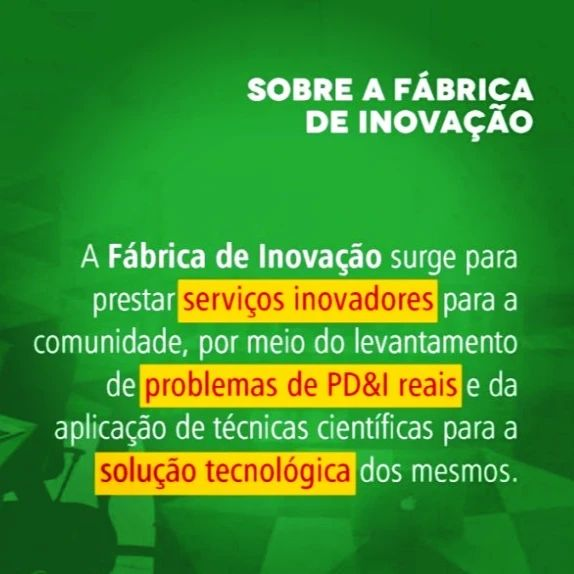 SOBRE A FÁBRICA
DE INOVAÇÃO
A Fábrica de Inovação surge para
prestar serviços inovadores para a
comunidade, por meio do levantamento
de problemas de PD&I reais e da
aplicação de técnicas científicas para a
solução tecnológica dos mesmos.